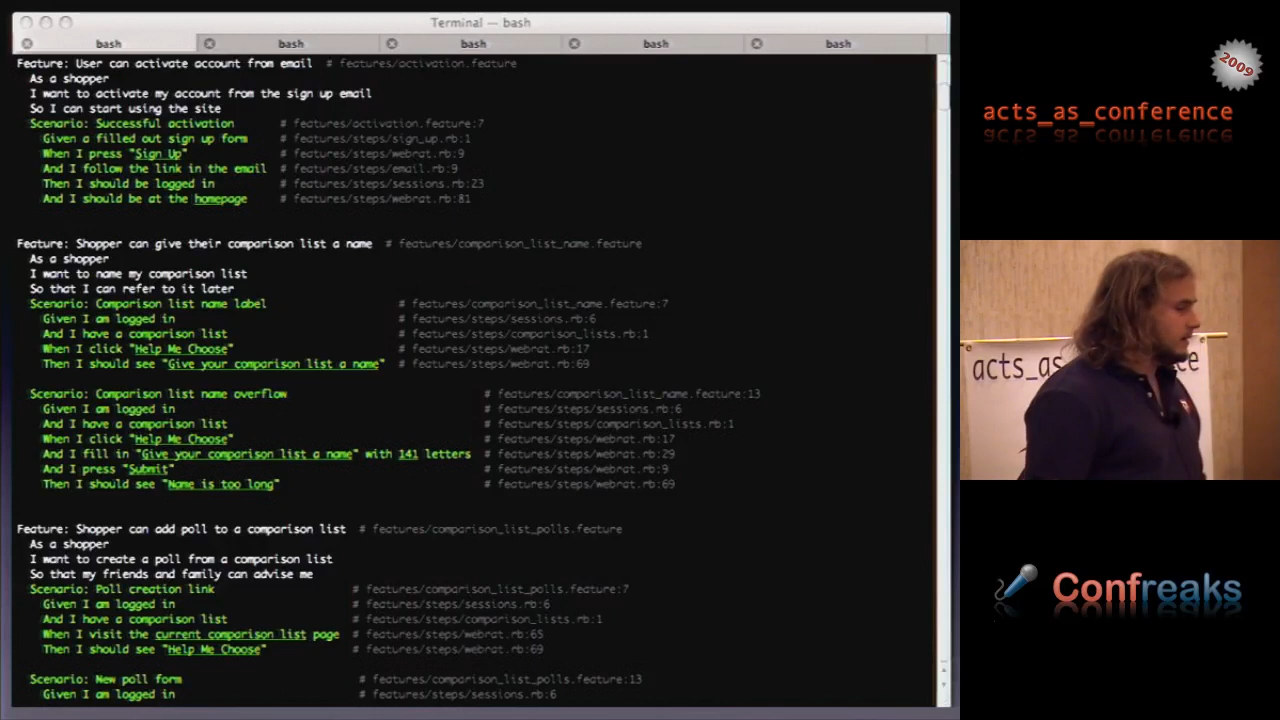 Terminal — bash
bash bash bash bash bash
Feature: User can activate account from email # features/activation.feature
As a shopper
I want to activate my account from the sign up email
So I can start using the site
Scenario: Successful activation # features/activation.feature:7
Given a filled out sign up form # features/steps/sign_up.rb:1
When I press "Sign Up" # features/steps/webrat.rb:9
And I follow the link in the email # features/steps/email.rb:9
Then I should be logged in # features/steps/sessions.rb:23
And I should be at the homepage # features/steps/webrat.rb:81
Feature: Shopper can give their comparison list a name # features/comparison_list_name.feature
As a shopper
I want to name my comparison list
So that I can refer to it later
Scenario: Comparison list name label # features/comparison_list_name.feature:7
Given I am logged in # features/steps/sessions.rb:6
And I have a comparison list # features/steps/comparison_lists.rb:1
When I click "Help Me Choose" # features/steps/webrat.rb:17
Then I should see "Give your comparison list a name" # features/steps/webrat.rb:69
Scenario: Comparison list name overflow # features/comparison_list_name.feature:13
Given I am logged in # features/steps/sessions.rb:6
And I have a comparison list # features/steps/comparison_lists.rb:1
When I click "Help Me Choose" # features/steps/webrat.rb:17
And I fill in "Give your comparison list a name" with 141 letters # features/steps/webrat.rb:29
And I press "Submit" # features/steps/webrat.rb:9
Then I should see "Name is too long" # features/steps/webrat.rb:69
Feature: Shopper can add poll to a comparison list # features/comparison_list_polls.feature
As a shopper
I want to create a poll from a comparison list
So that my friends and family can advise me
Scenario: Poll creation link # features/comparison_list_polls.feature:7
Given I am logged in # features/steps/sessions.rb:6
And I have a comparison list # features/steps/comparison_lists.rb:1
When I visit the current comparison list page # features/steps/webrat.rb:65
Then I should see "Help Me Choose" # features/steps/webrat.rb:69
Scenario: New poll form # features/comparison_list_polls.feature:13
Given I am logged in # features/steps/sessions.rb:6
2009
acts_as_conference
acts_as ce
Confreaks